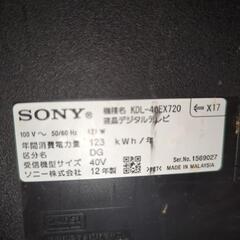 SONY
機種名 KDL-40EX720
液晶デジタルテレビ
⇐X17
100 V ～ 50/60 Hz 127 W
年間消費電力量 123 kWh/年
区分名 DG
受信機型サイズ 40V
ソニー株式会社 12年製
Ser.No. 1569027
MADE IN MALAYSIA